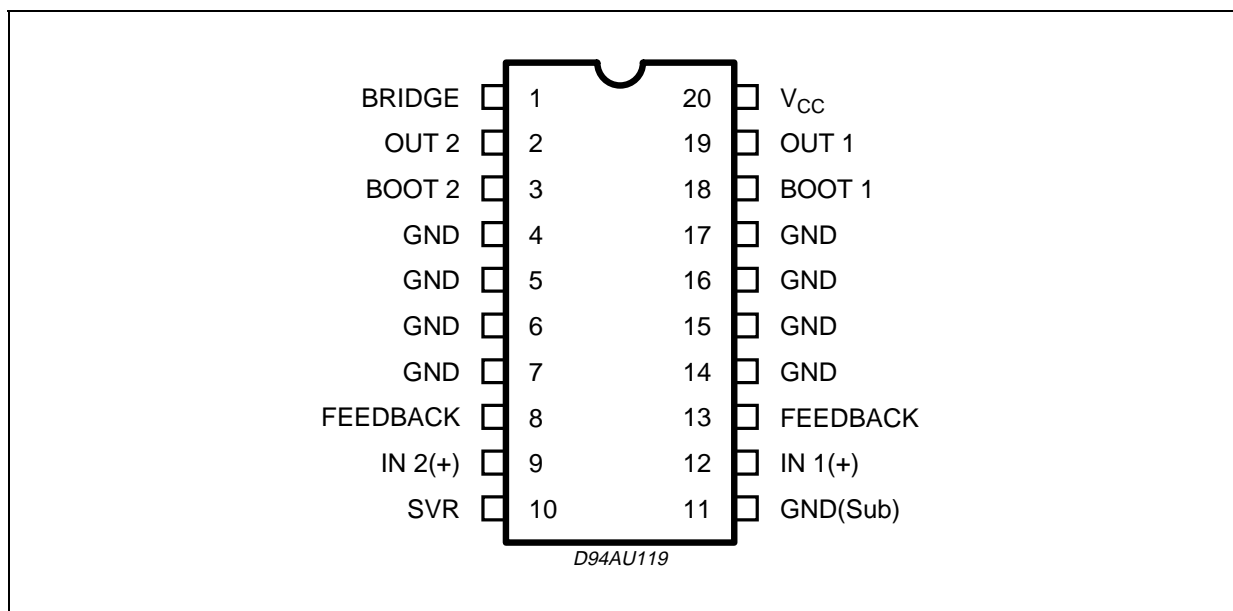 BRIDGE 1 20 VCC
OUT 2 2 19 OUT 1
BOOT 2 3 18 BOOT 1
GND 4 17 GND
GND 5 16 GND
GND 6 15 GND
GND 7 14 GND
FEEDBACK 8 13 FEEDBACK
IN 2(+) 9 12 IN 1(+)
SVR 10 11 GND(Sub)
D94AU119